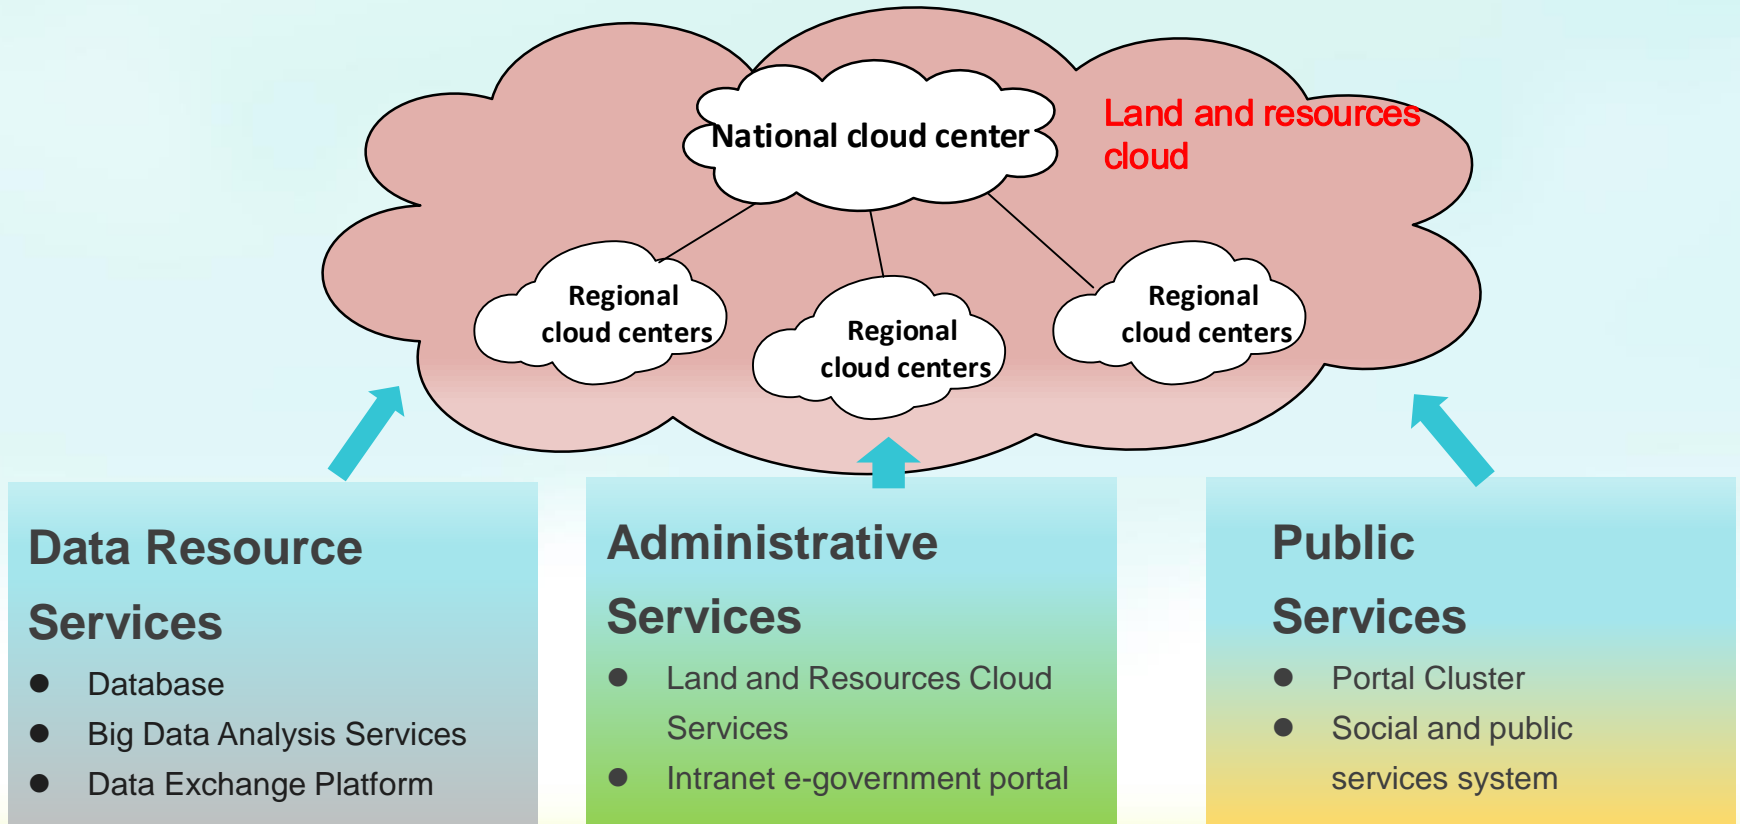 National cloud center
Land and resources
cloud
Regional
cloud centers
Regional
cloud centers
Regional
cloud centers
Data Resource
Services
● Database
● Big Data Analysis Services
● Data Exchange Platform
Administrative
Services
● Land and Resources Cloud
Services
● Intranet e-government portal
Public
Services
● Portal Cluster
● Social and public
services system